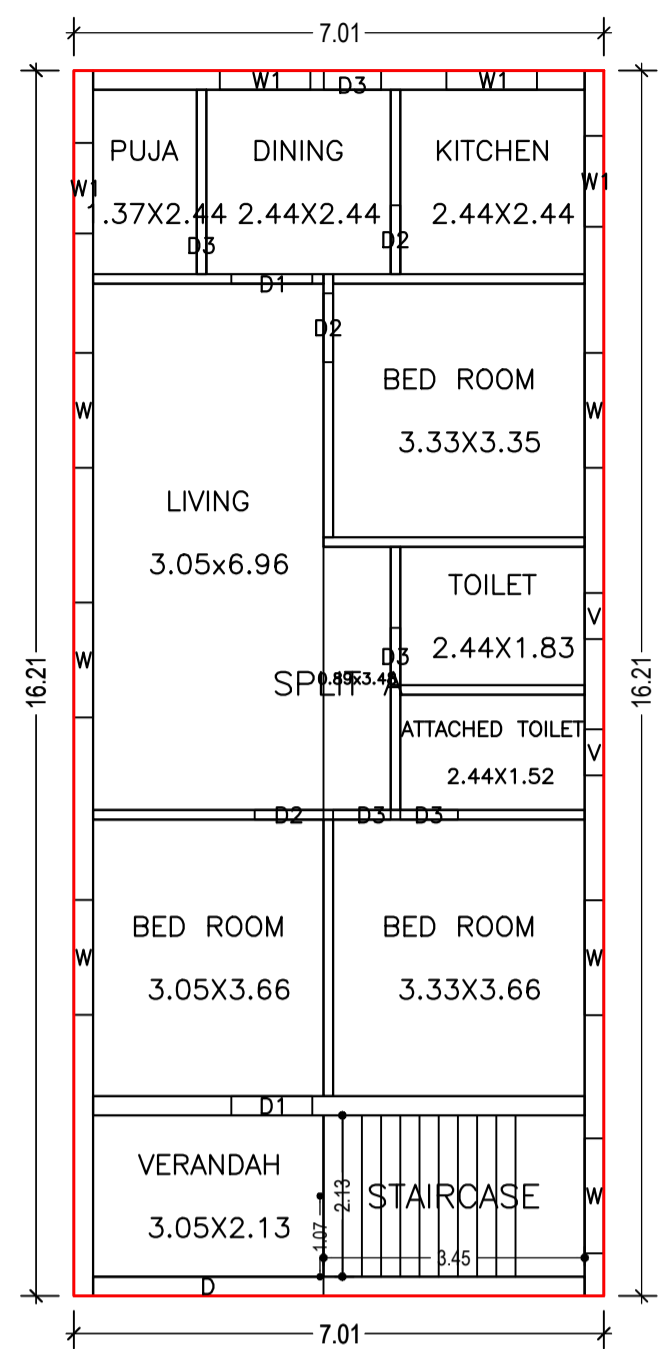 7.01
W1 D3 W1
PUJA DINING KITCHEN
W1 W1
.37X2.44 2.44X2.44 2.44X2.44
D3 D2
D1
D2
BED ROOM
W W
3.33X3.35
LIVING
3.05x6.96
TOILET
V
2.44X1.83
W D3
16.21 16.21
SPLIT
0.89x3.48
ATTACHED TOILET
V
2.44X1.52
D2 D3 D3
BED ROOM BED ROOM
W W
3.05X3.66 3.33X3.66
D1
VERANDAH
STAIRCASE W
2.13
3.05X2.13
1.07
3.45
D
7.01